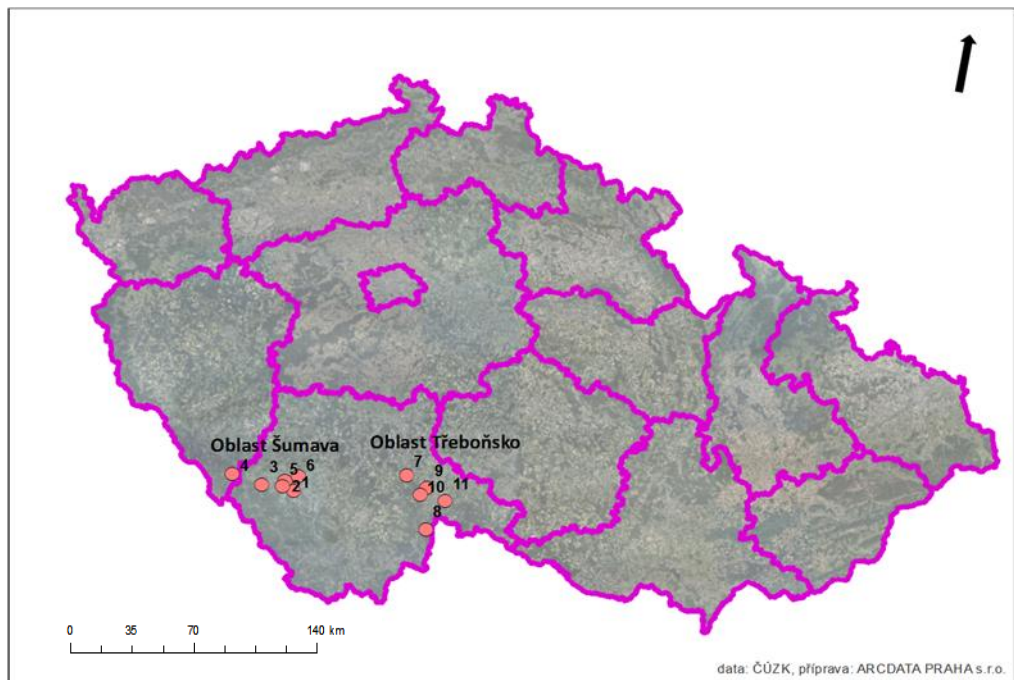 Oblast Šumava
Oblast Třeboňsko
4
3
5
6
2
1
7
9
10
11
8
0 35 70 140 km
data: ČÚZK, příprava: ARCDATA PRAHA s.r.o.